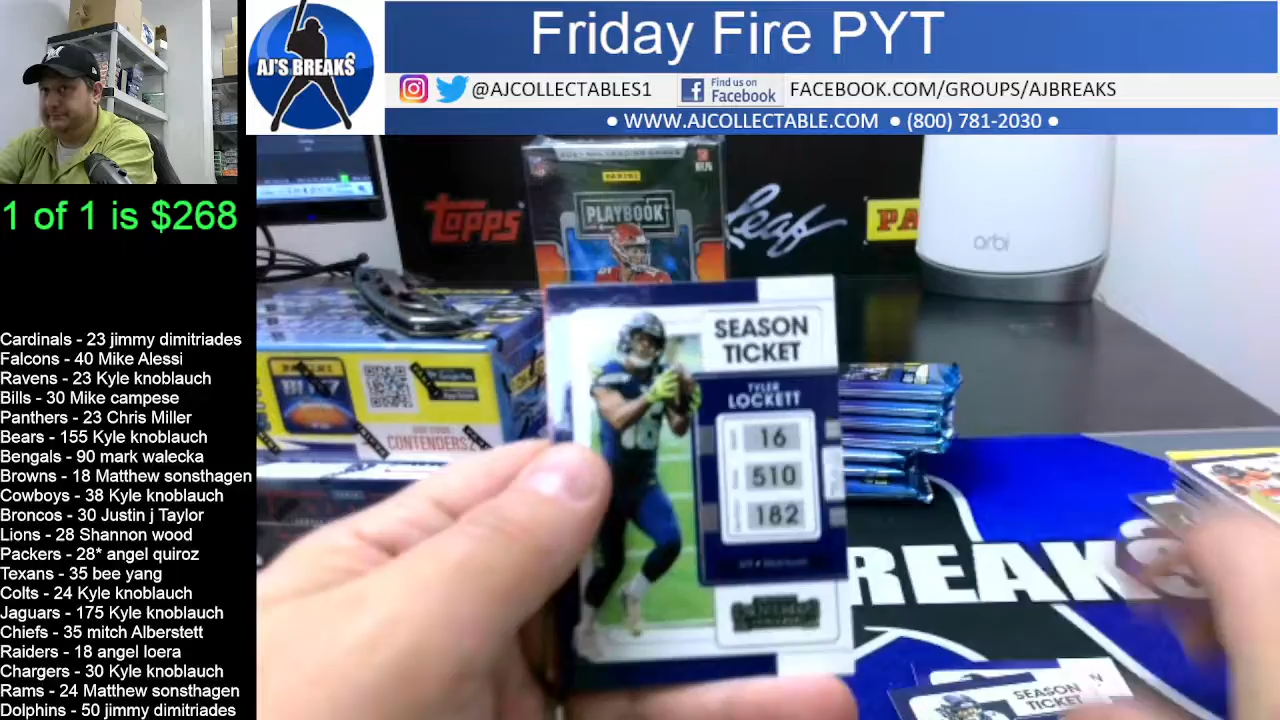 Friday Fire PYT
AJ'S BREAKS
@AJCOLLECTABLES1
Find us on
Facebook
FACEBOOK.COM/GROUPS/AJBREAKS
• WWW.AJCOLLECTABLE.COM • (800) 781-2030 •
1 of 1 is $268
Cardinals - 23 jimmy dimitriades
Falcons - 40 Mike Alessi
Ravens - 23 Kyle knoblauch
Bills - 30 Mike campese
Panthers - 23 Chris Miller
Bears - 155 Kyle knoblauch
Bengals - 90 mark walecka
Browns - 18 Matthew sonsthagen
Cowboys - 38 Kyle knoblauch
Broncos - 30 Justin j Taylor
Lions - 28 Shannon wood
Packers - 28* angel quiroz
Texans - 35 bee yang
Colts - 24 Kyle knoblauch
Jaguars - 175 Kyle knoblauch
Chiefs - 35 mitch Alberstett
Raiders - 18 angel loera
Chargers - 30 Kyle knoblauch
Rams - 24 Matthew sonsthagen
Dolphins - 50 jimmy dimitriades
TOPPS
PANINI
PLAYBOOK
Leaf
PA
orbi
SEASON
TICKET
TYLER
LOCKETT
16
510
182
PANINI
CONTENDERS
REAK
SEASON
TICKET